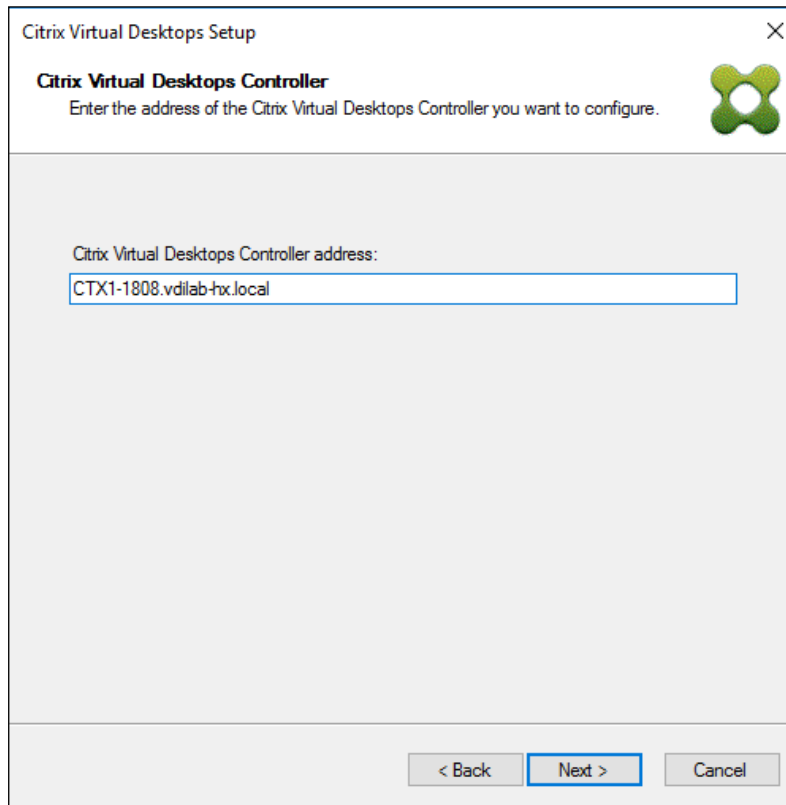 Citrix Virtual Desktops Setup
Citrix Virtual Desktops Controller
Enter the address of the Citrix Virtual Desktops Controller you want to configure.
Citrix Virtual Desktops Controller address:
CTX1-1808.vdilab-hx.local
< Back Next > Cancel